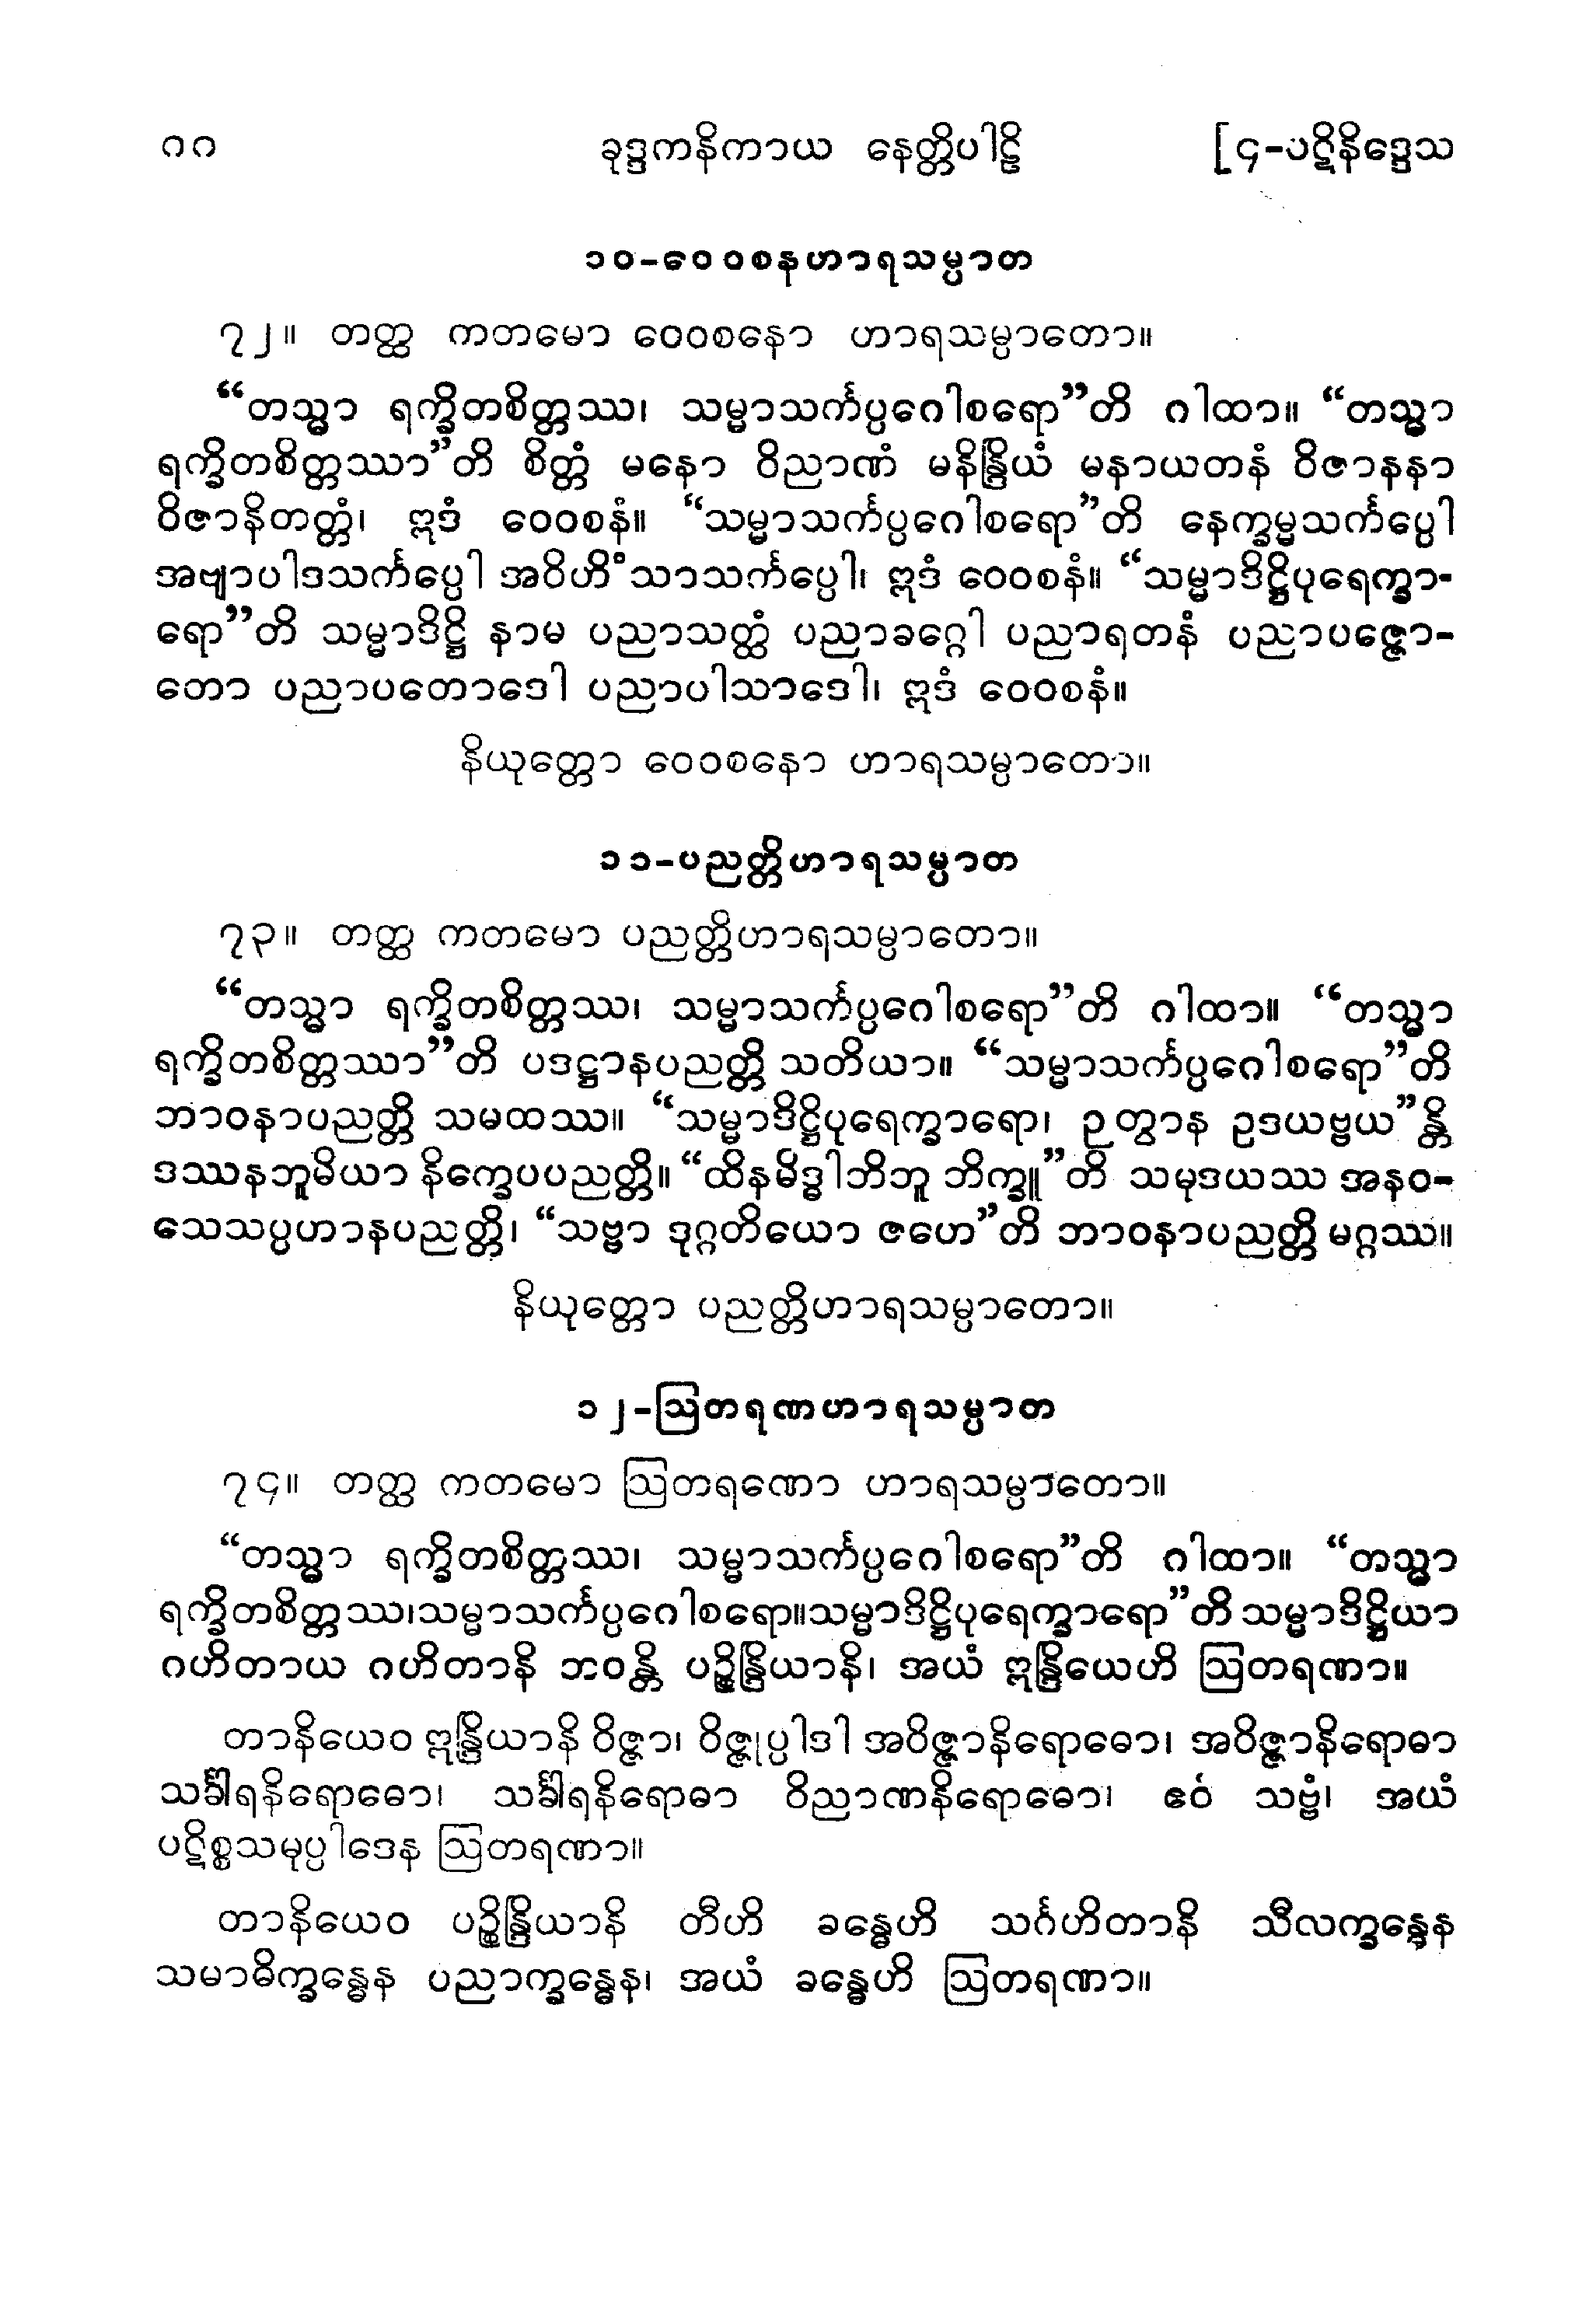 ၈၈ ခုဒ္ဒကနိကာယ နေတ္တိပါဠိ [၄-ပဋိနိဒ္ဒေသ
၁၀-ဝေဝစနဟာရသမ္ပာတ
၇၂။ တတ္ထ ကတမော ဝေဝစနော ဟာရသမ္ပာတော။
“တသ္မာ ရက္ခိတစိတ္တဿ၊ သမ္မာသင်္ကပ္ပဂေါစရော”တိ ဂါထာ။ “တသ္မာ
ရက္ခိတစိတ္တဿာ”တိ စိတ္တံ မနော ဝိညာဏံ မနိန္ဒြိယံ မနာယတနံ ဝိဇာနနာ
ဝိဇာနိတတ္တံ၊ ဣဒံ ဝေဝစနံ။ “သမ္မာသင်္ကပ္ပဂေါစရော”တိ နေက္ခမ္မသင်္ကပ္ပေါ
အဗျာပါဒသင်္ကပ္ပေါ အဝိဟိံသာသင်္ကပ္ပေါ၊ ဣဒံ ဝေဝစနံ။ “သမ္မာဒိဋ္ဌိပုရေက္ခာ-
ရော”တိ သမ္မာဒိဋ္ဌိ နာမ ပညာသတ္ထံ ပညာခဂ္ဂေါ ပညာရတနံ ပညာပဇ္ဇော-
တော ပညာပတောဒေါ ပညာပါသာဒေါ၊ ဣဒံ ဝေဝစနံ။
နိယုတ္တော ဝေဝစနော ဟာရသမ္ပာတော။
၁၁-ပညတ္တိဟာရသမ္ပာတ
၇၃။ တတ္ထ ကတမော ပညတ္တိဟာရသမ္ပာတော။
“တသ္မာ ရက္ခိတစိတ္တဿ၊ သမ္မာသင်္ကပ္ပဂေါစရော”တိ ဂါထာ။ “တသ္မာ
ရက္ခိတစိတ္တဿာ”တိ ပဒဋ္ဌာနပညတ္တိ သတိယာ။ “သမ္မာသင်္ကပ္ပဂေါစရော”တိ
ဘာဝနာပညတ္တိ သမထဿ။ “သမ္မာဒိဋ္ဌိပုရေက္ခာရော၊ ဉတွာန ဥဒယဗ္ဗယ”န္တိ
ဒဿနဘူမိယာ နိက္ခေပပညတ္တိ။ “ထိနမိဒ္ဓါဘိဘူ ဘိက္ခူ”တိ သမုဒယဿ အနဝ-
သေသပ္ပဟာနပညတ္တိ၊ “သဗ္ဗာ ဒုဂ္ဂတိယော ဇဟေ”တိ ဘာဝနာပညတ္တိ မဂ္ဂဿ။
နိယုတ္တော ပညတ္တိဟာရသမ္ပာတော။
၁၂-ဩတရဏဟာရသမ္ပာတ
၇၄။ တတ္ထ ကတမော ဩတရဏော ဟာရသမ္ပာတော။
“တသ္မာ ရက္ခိတစိတ္တဿ၊ သမ္မာသင်္ကပ္ပဂေါစရော”တိ ဂါထာ။ “တသ္မာ
ရက္ခိတစိတ္တဿ၊သမ္မာသင်္ကပ္ပဂေါစရော။သမ္မာဒိဋ္ဌိပုရေက္ခာရော”တိ သမ္မာဒိဋ္ဌိယာ
ဂဟိတာယ ဂဟိတာနိ ဘဝန္တိ ပဉ္စိန္ဒြိယာနိ၊ အယံ ဣန္ဒြိယေဟိ ဩတရဏာ။
တာနိယေဝ ဣန္ဒြိယာနိ ဝိဇ္ဇာ၊ ဝိဇ္ဇုပ္ပါဒါ အဝိဇ္ဇာနိရောဓော၊ အဝိဇ္ဇာနိရောဓာ
သင်္ခါရနိရောဓော၊ သင်္ခါရနိရောဓာ ဝိညာဏနိရောဓော၊ ဧဝံ သဗ္ဗံ၊ အယံ
ပဋိစ္စသမုပ္ပါဒေန ဩတရဏာ။
တာနိယေဝ ပဉ္စိန္ဒြိယာနိ တီဟိ ခန္ဓေဟိ သင်္ဂဟိတာနိ သီလက္ခန္ဓေန
သမာဓိက္ခန္ဓေန ပညာက္ခန္ဓေန၊ အယံ ခန္ဓေဟိ ဩတရဏာ။